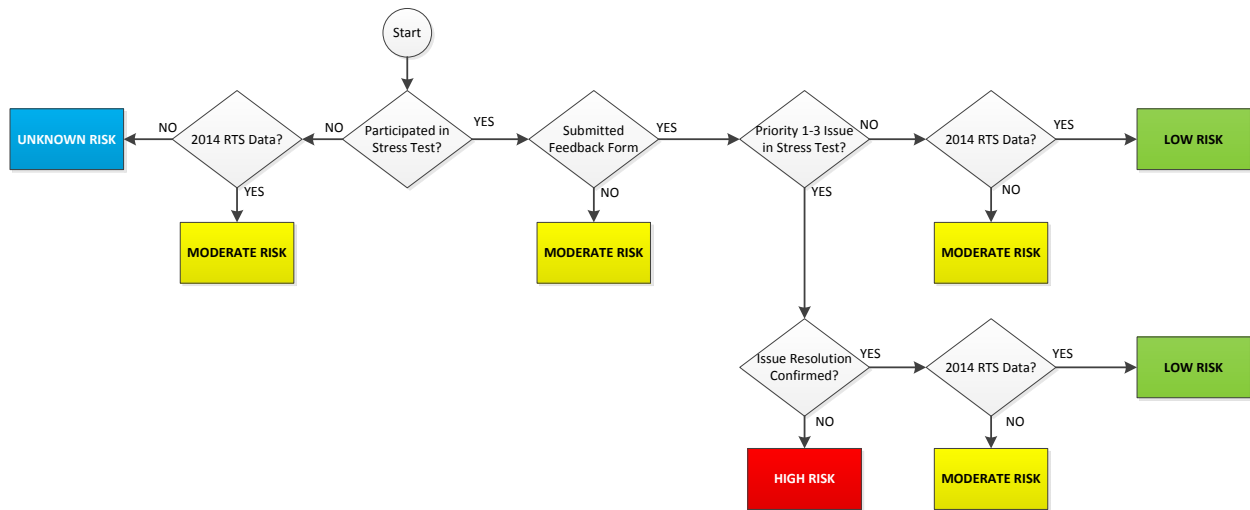 Start
UNKNOWN RISK
NO
2014 RTS Data?
NO
Participated in
Stress Test?
YES
Submitted
Feedback Form
YES
Priority 1-3 Issue
in Stress Test?
NO
2014 RTS Data?
YES
LOW RISK
YES
NO
YES
NO
MODERATE RISK
MODERATE RISK
MODERATE RISK
Issue Resolution
Confirmed?
YES
2014 RTS Data?
YES
LOW RISK
NO
NO
HIGH RISK
MODERATE RISK